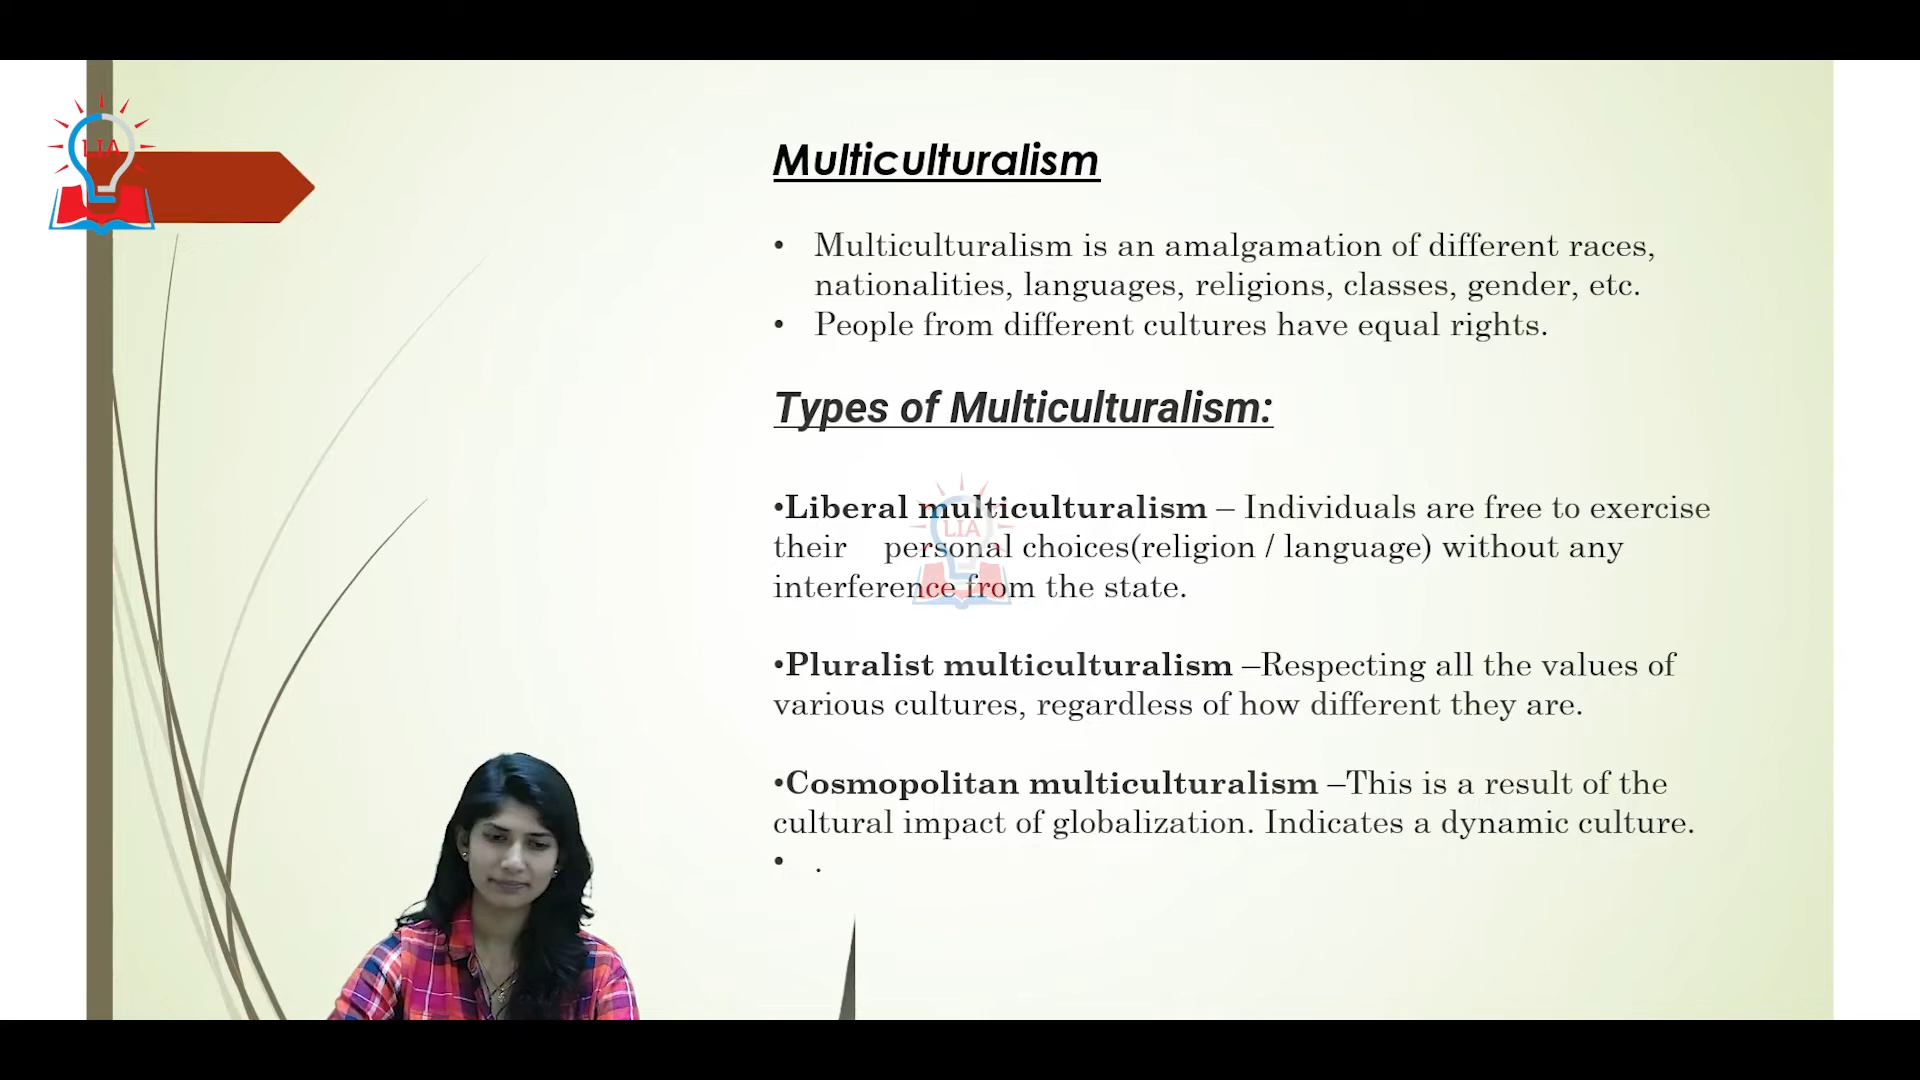 LIA
Multiculturalism
• Multiculturalism is an amalgamation of different races,
nationalities, languages, religions, classes, gender, etc.
• People from different cultures have equal rights.
Types of Multiculturalism:
•Liberal multiculturalism – Individuals are free to exercise
their personal choices(religion / language) without any
interference from the state.
LIA
•Pluralist multiculturalism –Respecting all the values of
various cultures, regardless of how different they are.
•Cosmopolitan multiculturalism –This is a result of the
cultural impact of globalization. Indicates a dynamic culture.
• .